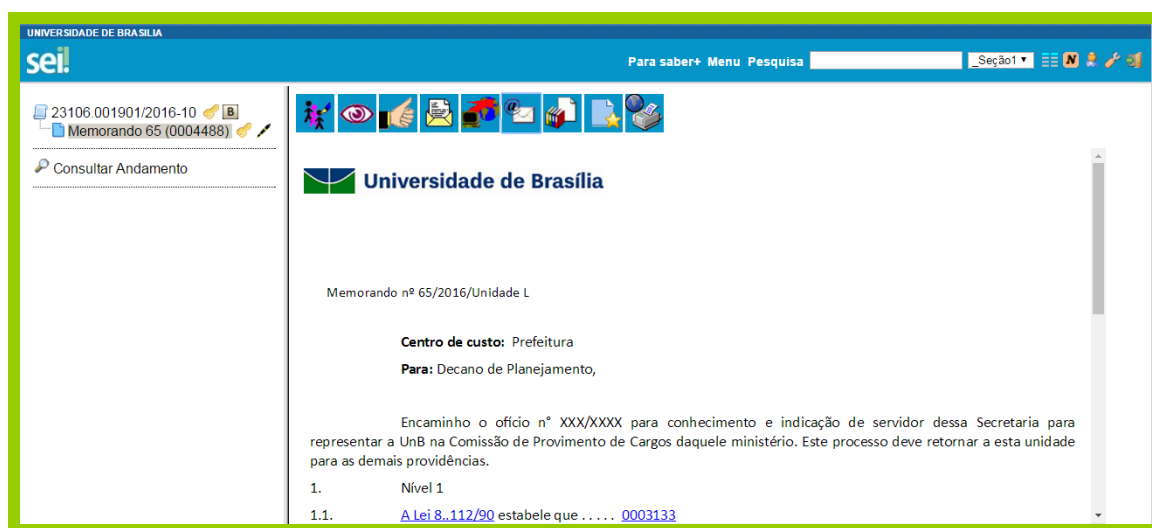 UNIVERSIDADE DE BRASILIA
sei!
Para saber+ Menu Pesquisa
_Seção1
N
23106.001901/2016-10 B
Memorando 65 (0004488)
Consultar Andamento
Universidade de Brasília
Memorando nº 65/2016/Unidade L
Centro de custo: Prefeitura
Para: Decano de Planejamento,
Encaminho o ofício n° XXX/XXXX para conhecimento e indicação de servidor dessa Secretaria para
representar a UnB na Comissão de Provimento de Cargos daquele ministério. Este processo deve retornar a esta unidade
para as demais providências.
1. Nível 1
1.1. A Lei 8..112/90 estabele que . . . . . 0003133